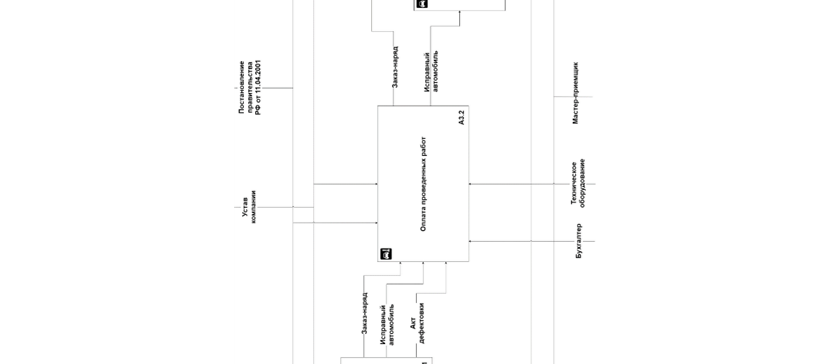 Постановление
правительства
РФ от 11.04.2001
Устав
компании
Заказ-наряд
Исправный
автомобиль
Акт
дефектовки
Оплата проведенных работ
А3.2
Заказ-наряд
Исправный
автомобиль
Мастер-приемщик
Техническое
оборудование
Бухгалтер